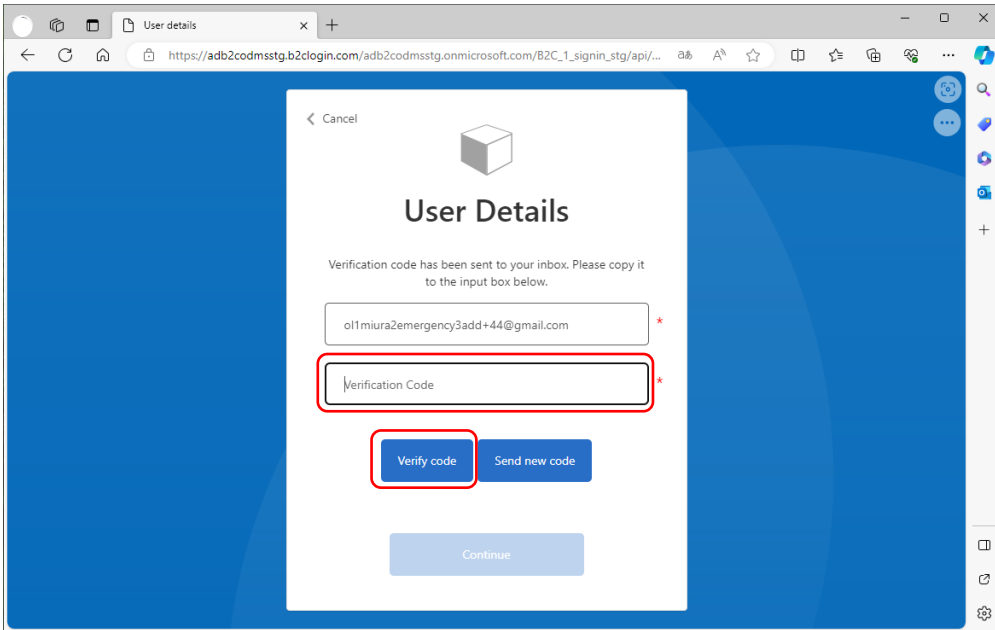 User details
https://adb2codmsstg.b2clogin.com/adb2codmsstg.onmicrosoft.com/B2C_1_signin_stg/api/...
Cancel
User Details
Verification code has been sent to your inbox. Please copy it
to the input box below.
ol1miura2emergency3add+44@gmail.com
*
Verification Code
*
Verify code
Send new code
Continue